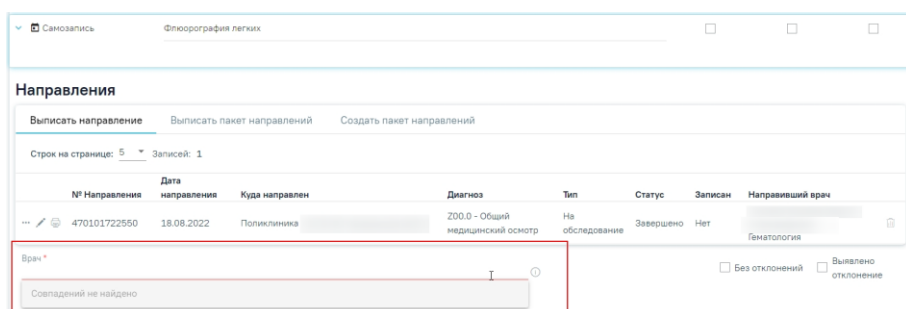 Самозапись Флюорография легких
Направления
Выписать направление Выписать пакет направлений Создать пакет направлений
Строк на странице: 5 Записей: 1
№ Направления Дата направления Куда направлен Диагноз Тип Статус Записан Направивший врач
470101722550 18.08.2022 Поликлиника Z00.0 - Общий медицинский осмотр На обследование Завершено Нет Гематология
Врач * Без отклонений Выявлено отклонение
Совпадений не найдено